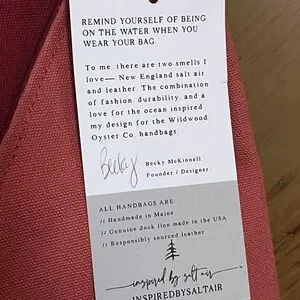 REMIND YOURSELF OF BEING
ON THE WATER WHEN YOU
WEAR YOUR BAG.
To me, there are two smells I
love— New England salt air
and leather. The combination
of fashion, durability, and a
love for the ocean inspired
my design for the Wildwood
Oyster Co. handbags.
Becky
Becky McKinnell
Founder / Designer
ALL HANDBAGS ARE:
// Handmade in Maine
// Genuine dock line made in the USA
// Responsibly sourced leather
inspired by salt air
#INSPIREDBYSALTAIR